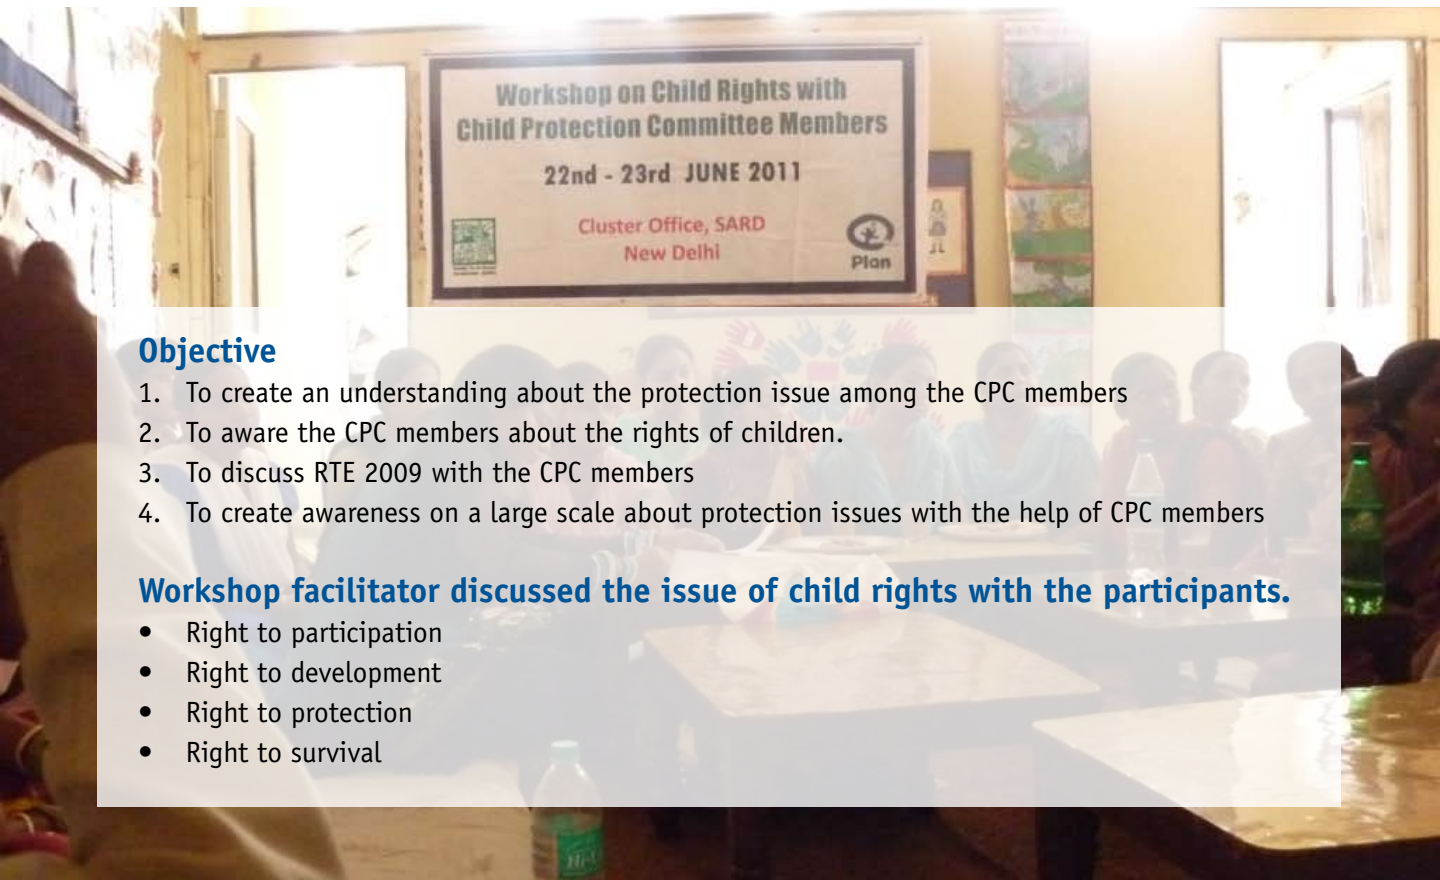 Workshop on Child Rights with
Child Protection Committee Members
22nd - 23rd JUNE 2011
Cluster Office, SARD
New Delhi
Plan
Objective
1. To create an understanding about the protection issue among the CPC members
2. To aware the CPC members about the rights of children.
3. To discuss RTE 2009 with the CPC members
4. To create awareness on a large scale about protection issues with the help of CPC members
Workshop facilitator discussed the issue of child rights with the participants.
• Right to participation
• Right to development
• Right to protection
• Right to survival